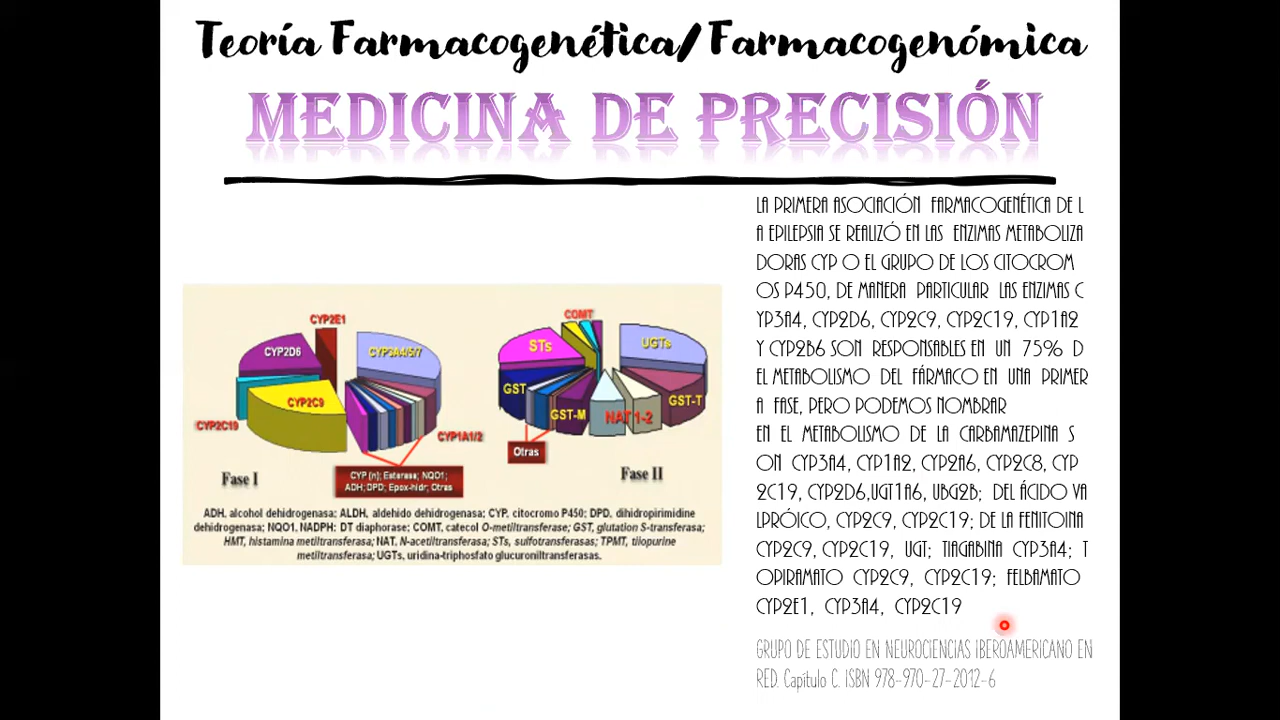 Teoría Farmacogenética/Farmacogenómica
MEDICINA DE PRECISIÓN
LA PRIMERA ASOCIACIÓN FARMACOGENÉTICA DE L
A EPILEPSIA SE REALIZÓ EN LAS ENZIMAS METABOLIZA
DORAS CYP O EL GRUPO DE LOS CITOCROM
OS P450, DE MANERA PARTICULAR LAS ENZIMAS C
YP3A4, CYP2D6, CYP2C9, CYP2C19, CYP1A2
Y CYP2B6 SON RESPONSABLES EN UN 75% D
EL METABOLISMO DEL FÁRMACO EN UNA PRIMER
A FASE, PERO PODEMOS NOMBRAR
EN EL METABOLISMO DE LA CARBAMAZEPINA S
ON CYP3A4, CYP1A2, CYP2A6, CYP2C8, CYP
2C19, CYP2D6,UGT1A6, UBG2B; DEL ÁCIDO VA
LPRÓICO, CYP2C9, CYP2C19; DE LA FENITOINA
CYP2C9, CYP2C19, UGT; TIAGABINA CYP3A4; T
OPIRAMATO CYP2C9, CYP2C19; FELBAMATO
CYP2E1, CYP3A4, CYP2C19
GRUPO DE ESTUDIO EN NEUROCIENCIAS IBEROAMERICANO EN
RED. Capitulo C. ISBN 978-970-27-2012-6
CYP2E1
CYP2D6
CYP3A4/5/7
CYP2C9
CYP2C19
CYP1A1/2
Fase I
CYP (n); Estarasa; NQO1;
ADH; DPD; Epox-hidr; Otras
COMT
STs
UGTs
GST
GST-M
NAT 1-2
GST-T
Otras
Fase II
ADH, alcohol dehidrogenasa; ALDH, aldehido dehidrogenasa; CYP, citocromo P450; DPD, dihidropirimidine
dehidrogenasa; NQO1, NADPH: DT diaphorase; COMT, catecol O-metiltransferase; GST, glutation S-transferasa;
HMT, histamina metiltransferasa; NAT, N-acetiltransferasa; STs, sulfotransferasas; TPMT, tiiopurine
metiltransferasa; UGTs, uridina-triphosfato glucuroniltransferasas.